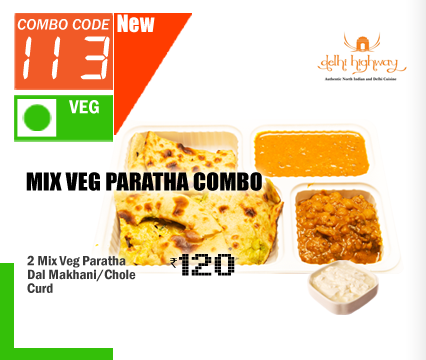 COMBO CODE
New
113
VEG
delhi highway
Authentic North Indian and Delhi Cuisine
MIX VEG PARATHA COMBO
2 Mix Veg Paratha
Dal Makhani/Chole
Curd
₹120